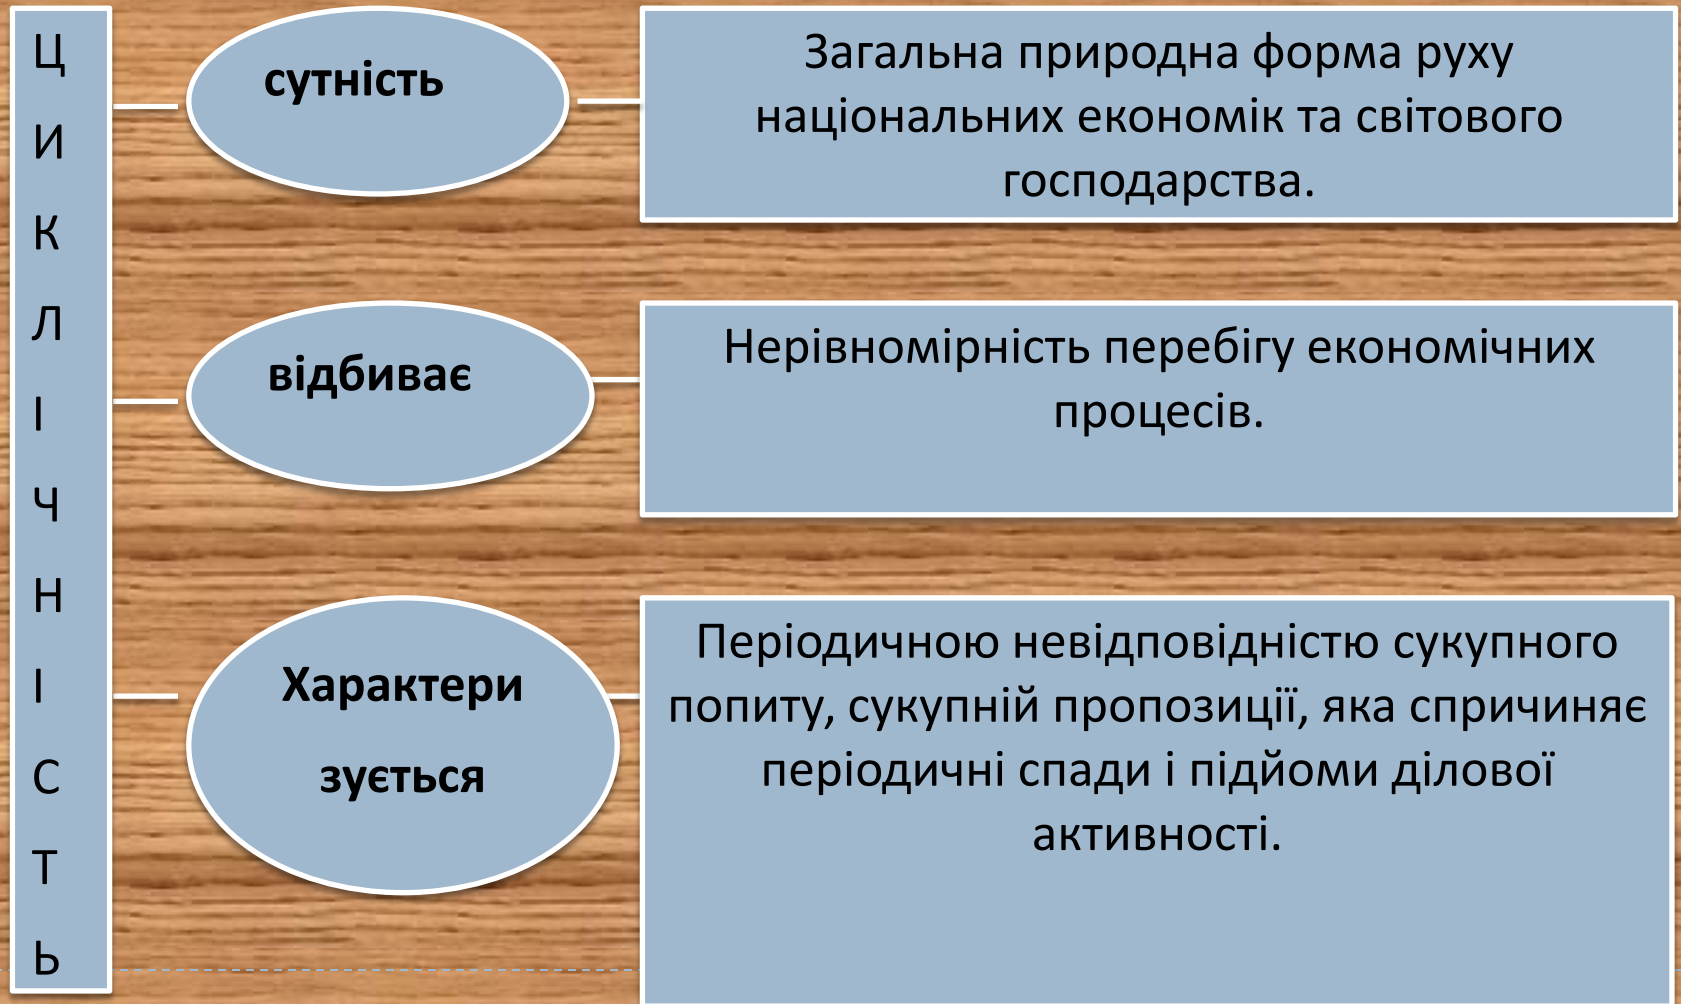 Ц
И
К
Л
І
Ч
Н
І
С
Т
Ь
сутність
Загальна природна форма руху
національних економік та світового
господарства.
відбиває
Нерівномірність перебігу економічних
процесів.
Характери
зується
Періодичною невідповідністю сукупного
попиту, сукупній пропозиції, яка спричиняє
періодичні спади і підйоми ділової
активності.